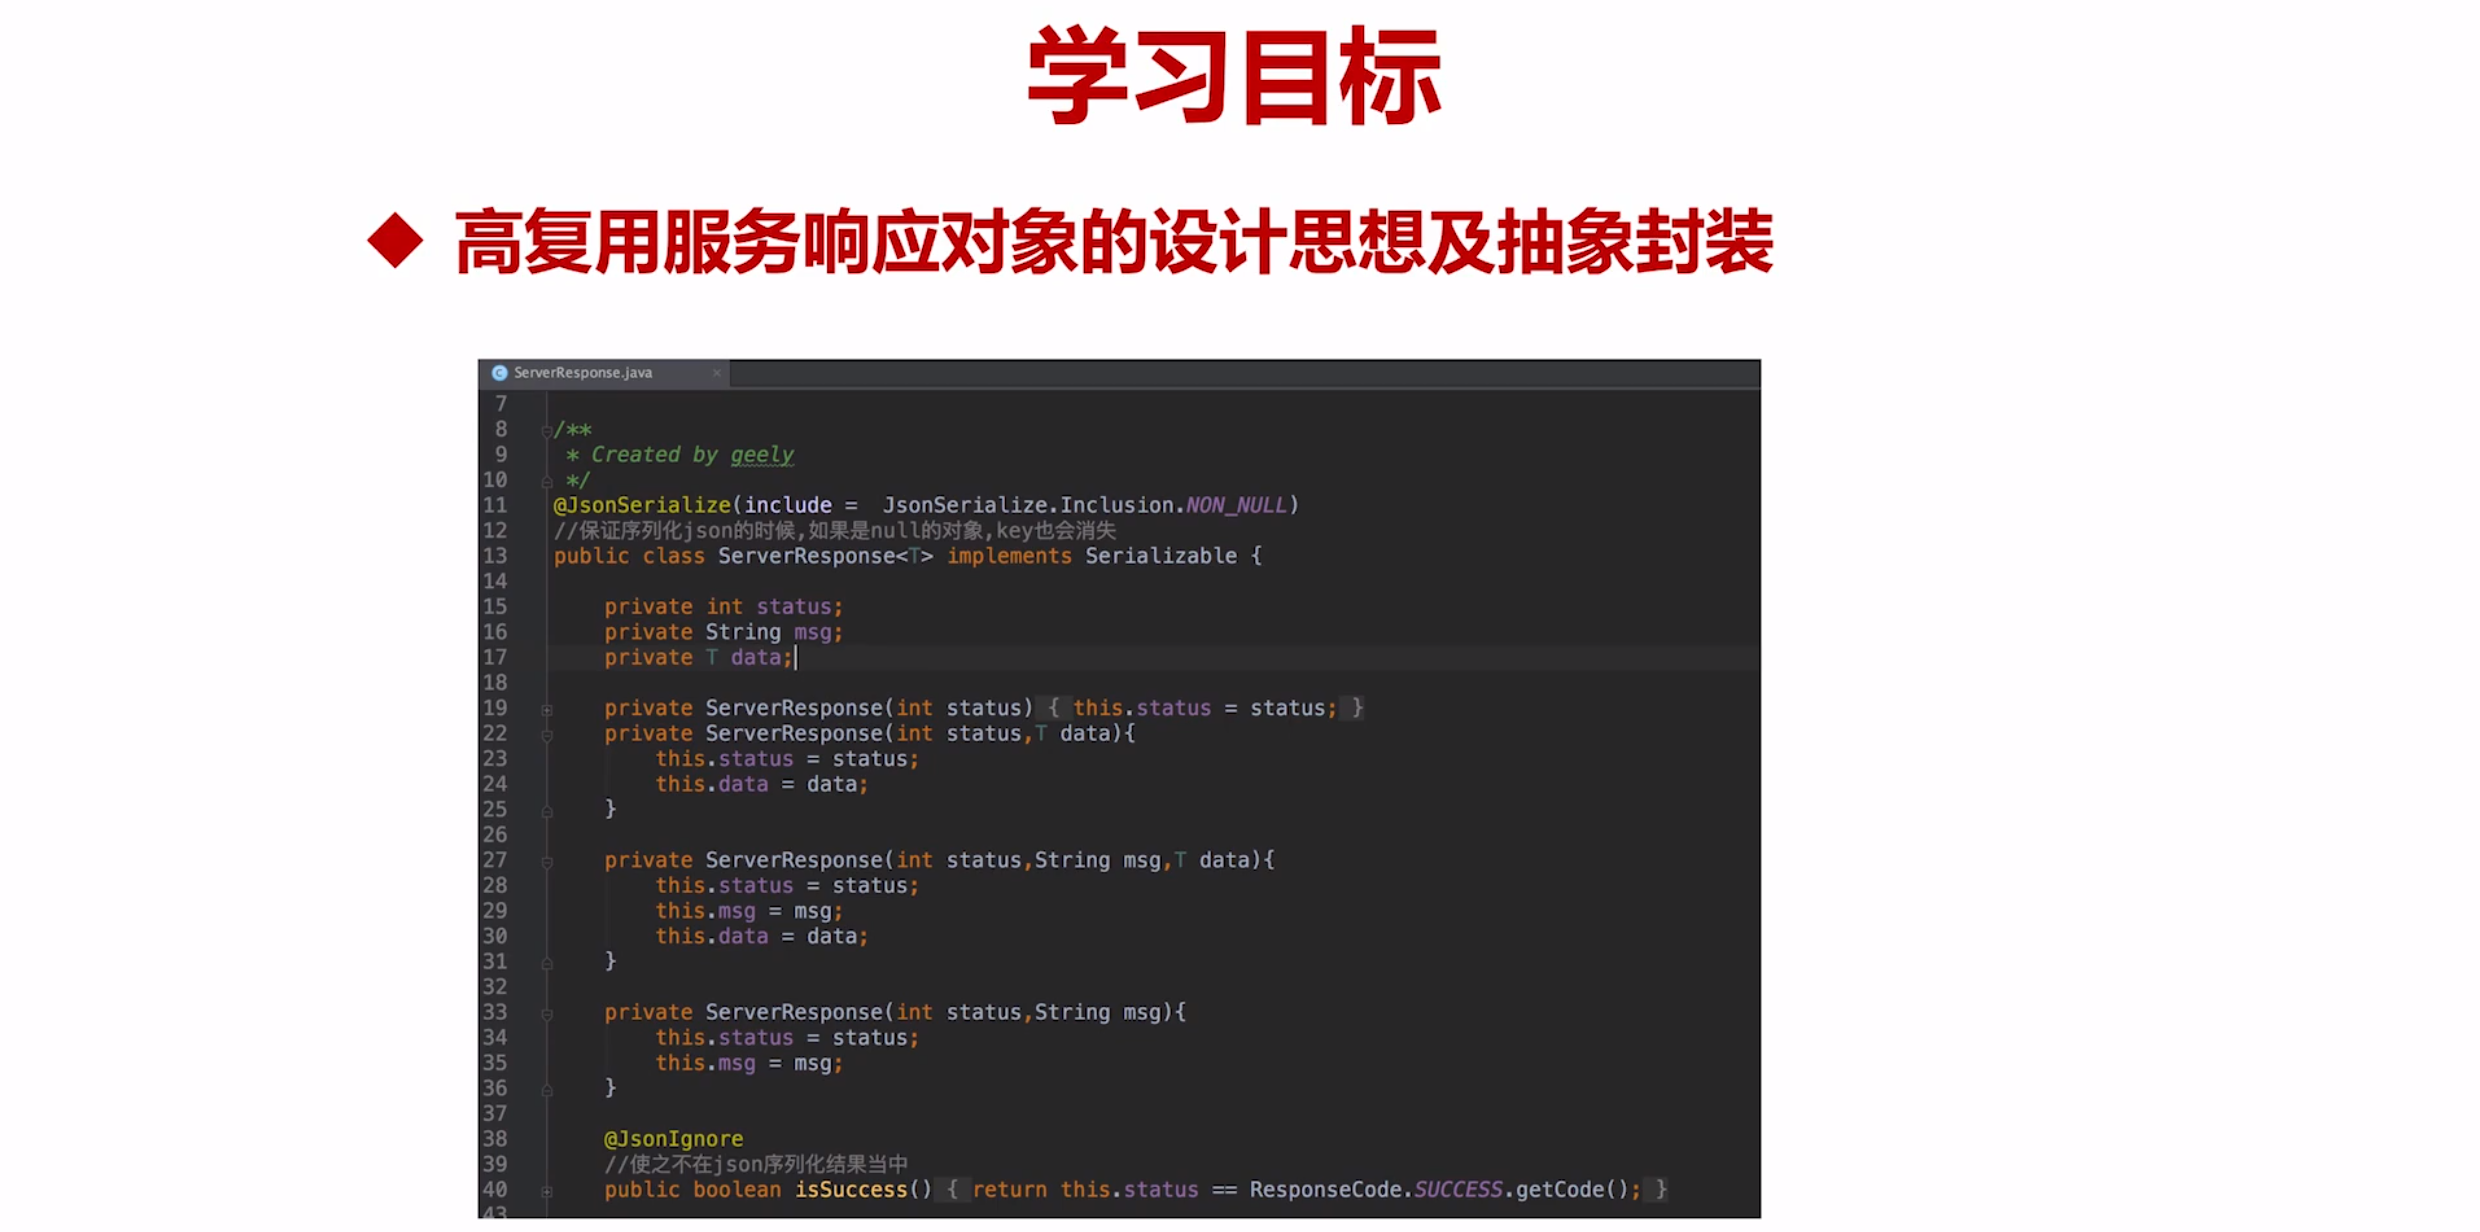 学习目标
◆ 高复用服务响应对象的设计思想及抽象封装
ServerResponse.java ×
7
8 /**
9 * Created by geely
10 */
11 @JsonSerialize(include =  JsonSerialize.Inclusion.NON_NULL)
12 //保证序列化json的时候,如果是null的对象,key也会消失
13 public class ServerResponse<T> implements Serializable {
14
15 private int status;
16 private String msg;
17 private T data;
18
19 private ServerResponse(int status) { this.status = status; }
22 private ServerResponse(int status,T data){
23 this.status = status;
24 this.data = data;
25 }
26
27 private ServerResponse(int status,String msg,T data){
28 this.status = status;
29 this.msg = msg;
30 this.data = data;
31 }
32
33 private ServerResponse(int status,String msg){
34 this.status = status;
35 this.msg = msg;
36 }
37
38 @JsonIgnore
39 //使之不在json序列化结果当中
40 public boolean isSuccess() { return this.status == ResponseCode.SUCCESS.getCode(); }
43